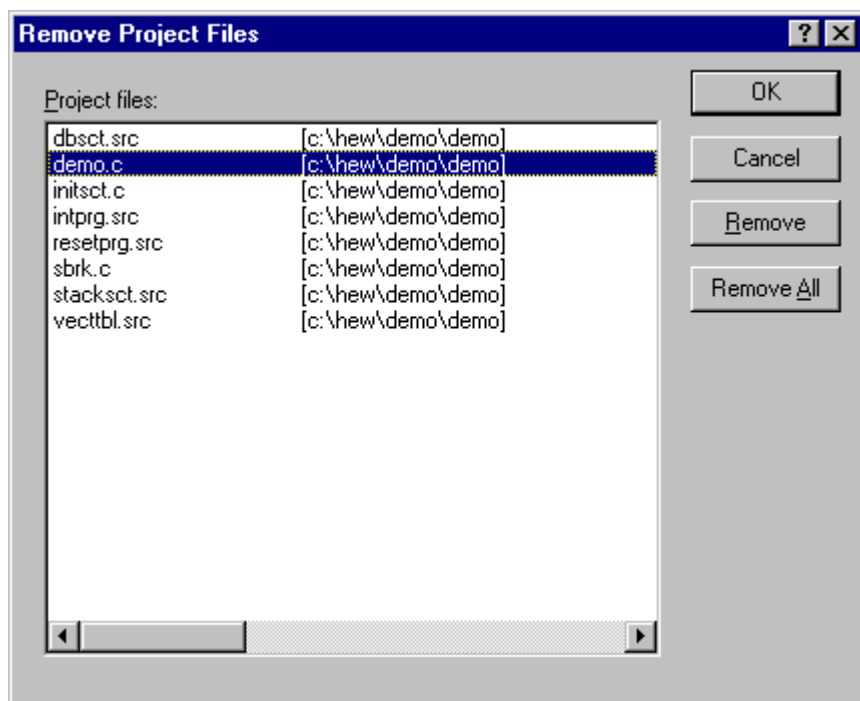 Remove Project Files
Project files:
dbsct.src [c:\hew\demo\demo]
demo.c [c:\hew\demo\demo]
initsct.c [c:\hew\demo\demo]
intprg.src [c:\hew\demo\demo]
resetprg.src [c:\hew\demo\demo]
sbrk.c [c:\hew\demo\demo]
stacksct.src [c:\hew\demo\demo]
vecttbl.src [c:\hew\demo\demo]
OK
Cancel
Remove
Remove All